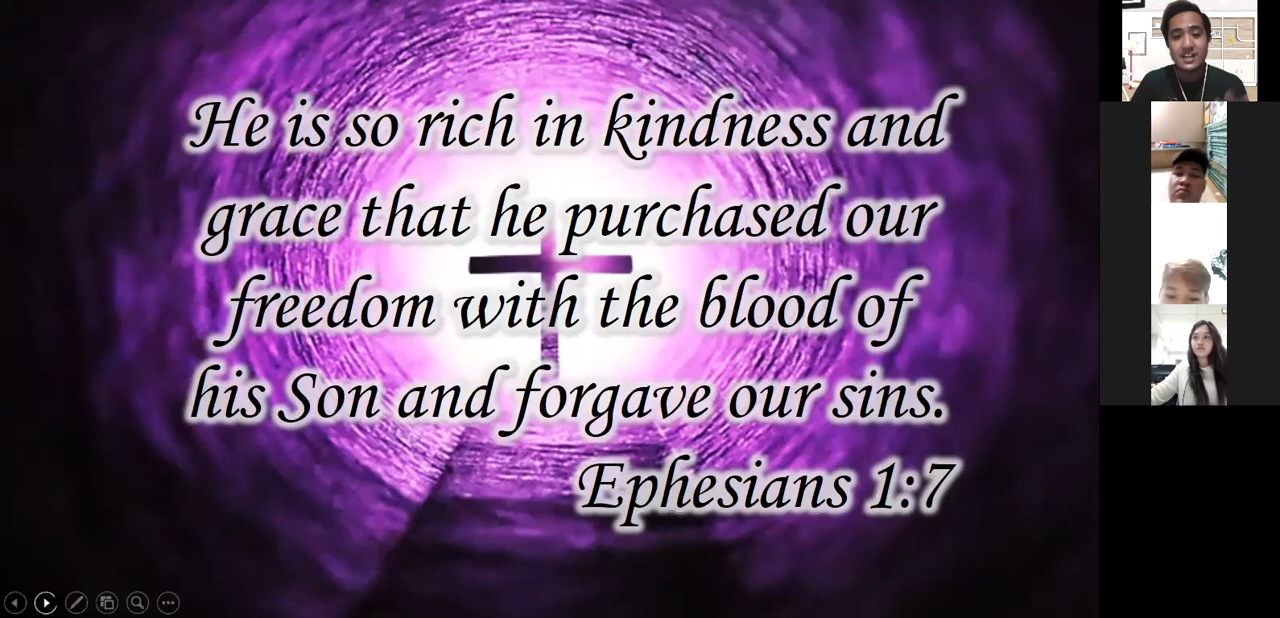 He is so rich in kindness and
grace that he purchased our
freedom with the blood of
his Son and forgave our sins.
Ephesians 1:7